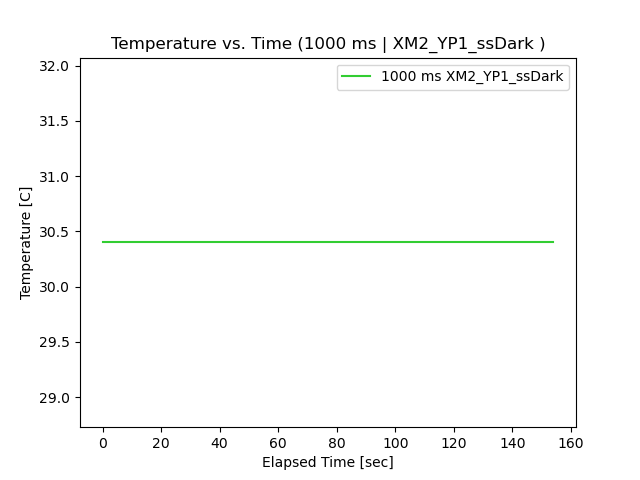 Temperature vs. Time (1000 ms | XM2_YP1_ssDark )
1000 ms XM2_YP1_ssDark
32.0
31.5
31.0
30.5
30.0
29.5
29.0
Temperature [C]
0 20 40 60 80 100 120 140 160
Elapsed Time [sec]